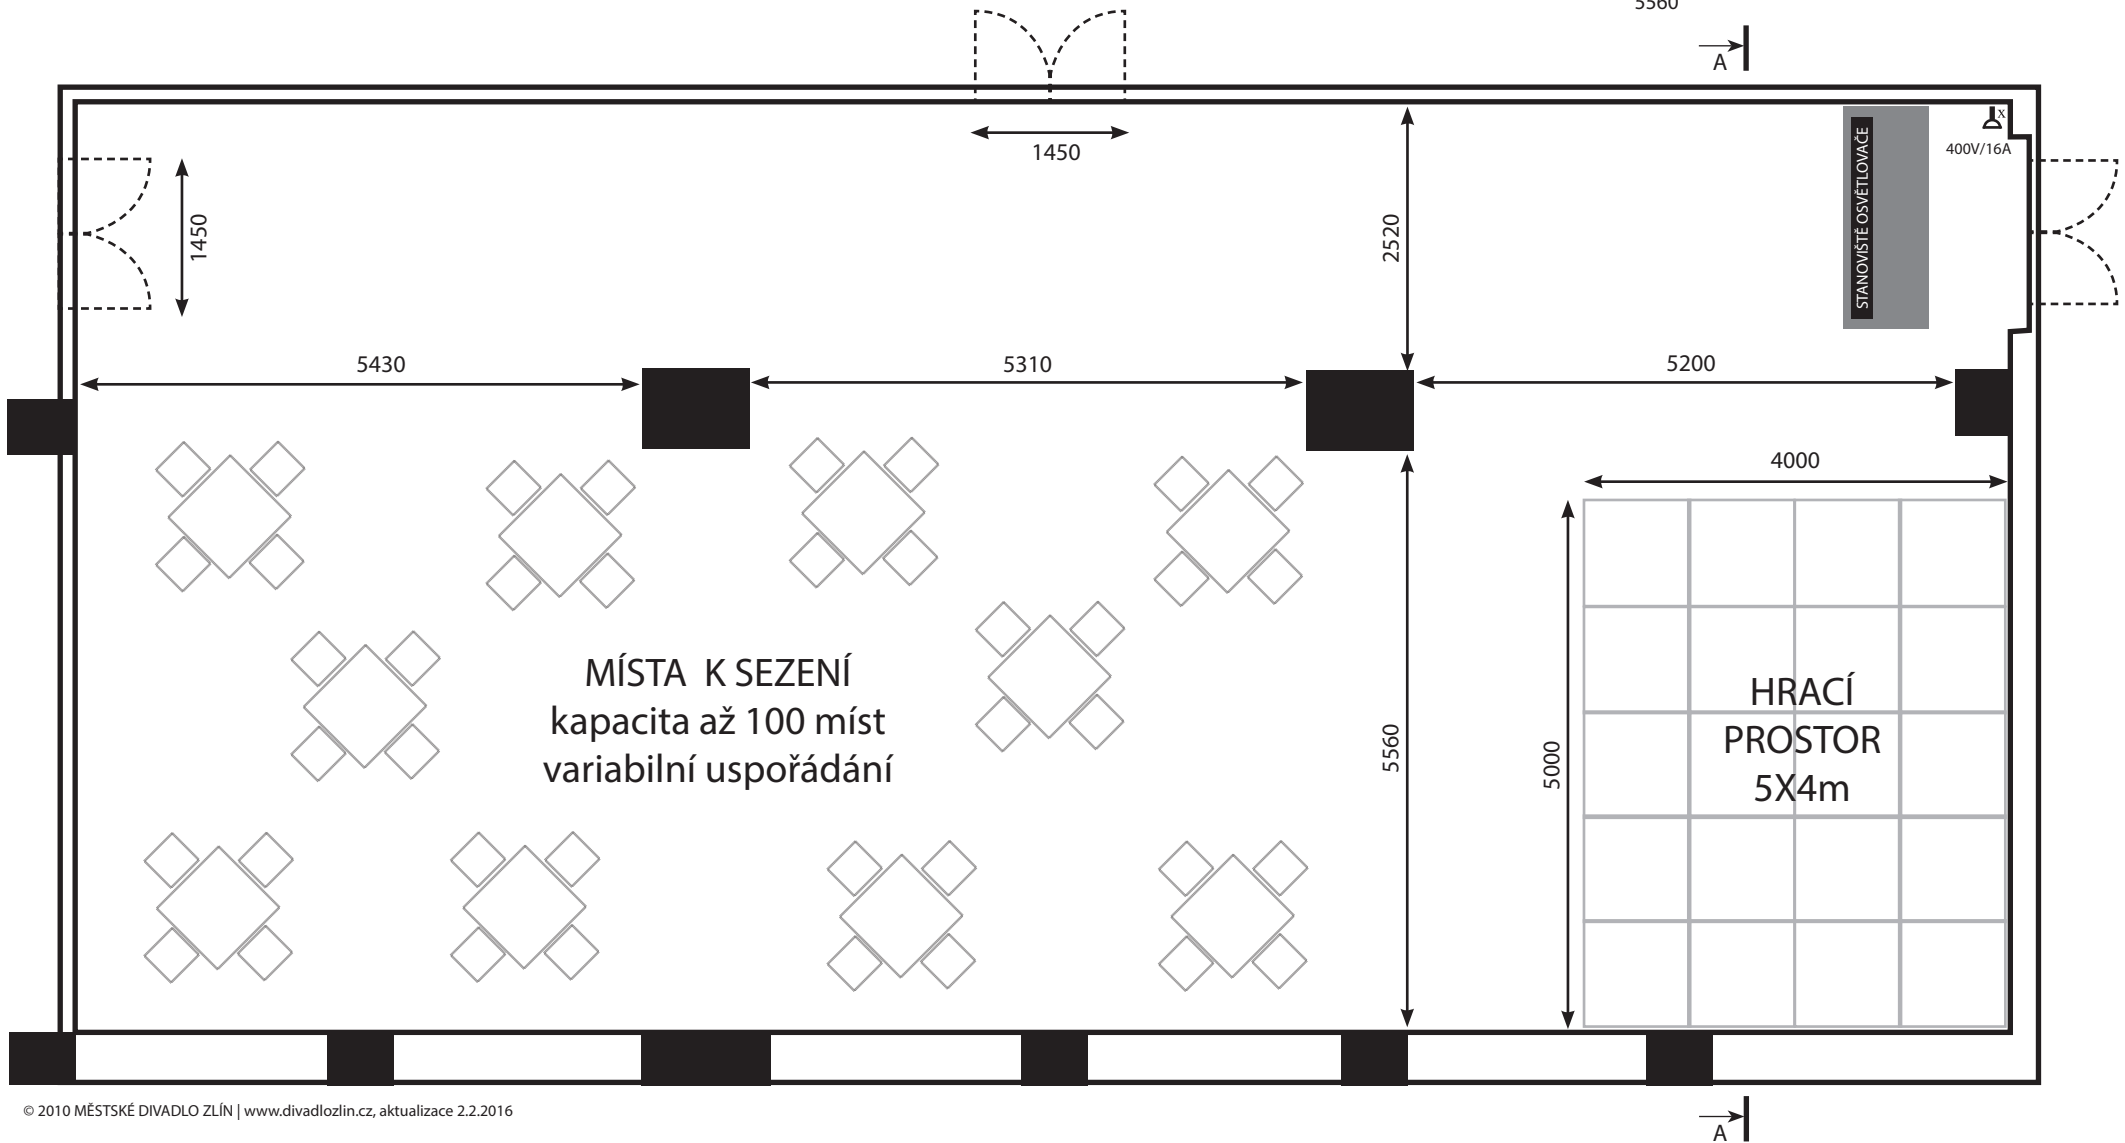 5560
A
1450
x
400V/16A
STANOVIŠTĚ OSVĚTLOVAČE
1450
2520
5430
5310
5200
4000
MÍSTA K SEZENÍ
kapacita až 100 míst
variabilní uspořádání
5560
5000
HRACÍ
PROSTOR
5X4m
© 2010 MĚSTSKÉ DIVADLO ZLÍN | www.divadlozlin.cz, aktualizace 2.2.2016
A